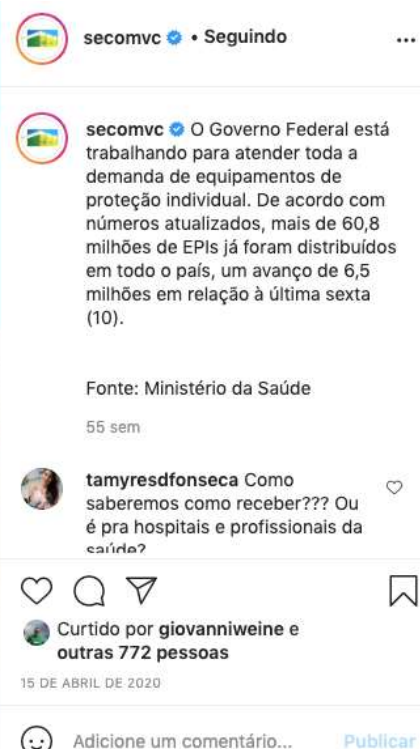 secomvc • Seguindo
secomvc O Governo Federal está
trabalhando para atender toda a
demanda de equipamentos de
proteção individual. De acordo com
números atualizados, mais de 60,8
milhões de EPIs já foram distribuídos
em todo o país, um avanço de 6,5
milhões em relação à última sexta
(10).
Fonte: Ministério da Saúde
55 sem
tamyresdfonseca Como
saberemos como receber??? Ou
é pra hospitais e profissionais da
saúde?
Curtido por giovanniweine e
outras 772 pessoas
15 DE ABRIL DE 2020
Adicione um comentário... Publicar